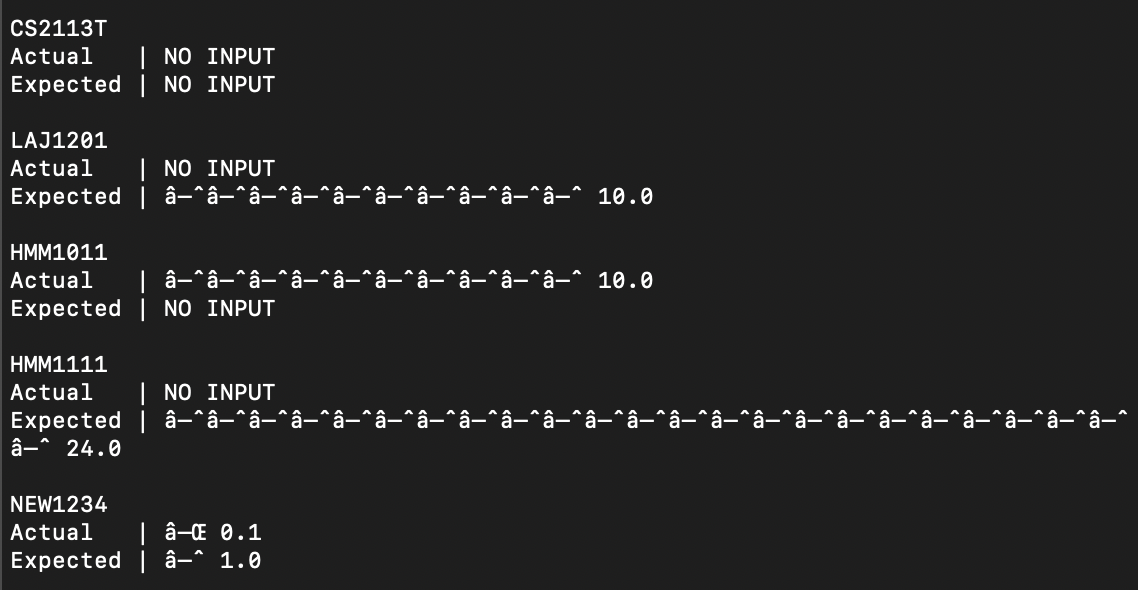 CS2113T
Actual   | NO INPUT
Expected | NO INPUT
LAJ1201
Actual   | NO INPUT
Expected | â–ˆâ–ˆâ–ˆâ–ˆâ–ˆâ–ˆâ–ˆâ–ˆâ–ˆâ–ˆ 10.0
HMM1011
Actual   | â–ˆâ–ˆâ–ˆâ–ˆâ–ˆâ–ˆâ–ˆâ–ˆâ–ˆâ–ˆ 10.0
Expected | NO INPUT
HMM1111
Actual   | NO INPUT
Expected | â–ˆâ–ˆâ–ˆâ–ˆâ–ˆâ–ˆâ–ˆâ–ˆâ–ˆâ–ˆâ–ˆâ–ˆâ–ˆâ–ˆâ–ˆâ–ˆâ–ˆâ–ˆâ–ˆâ–ˆâ–ˆâ–ˆâ–ˆ
â–ˆ 24.0
NEW1234
Actual   | â–Œ 0.1
Expected | â–ˆ 1.0